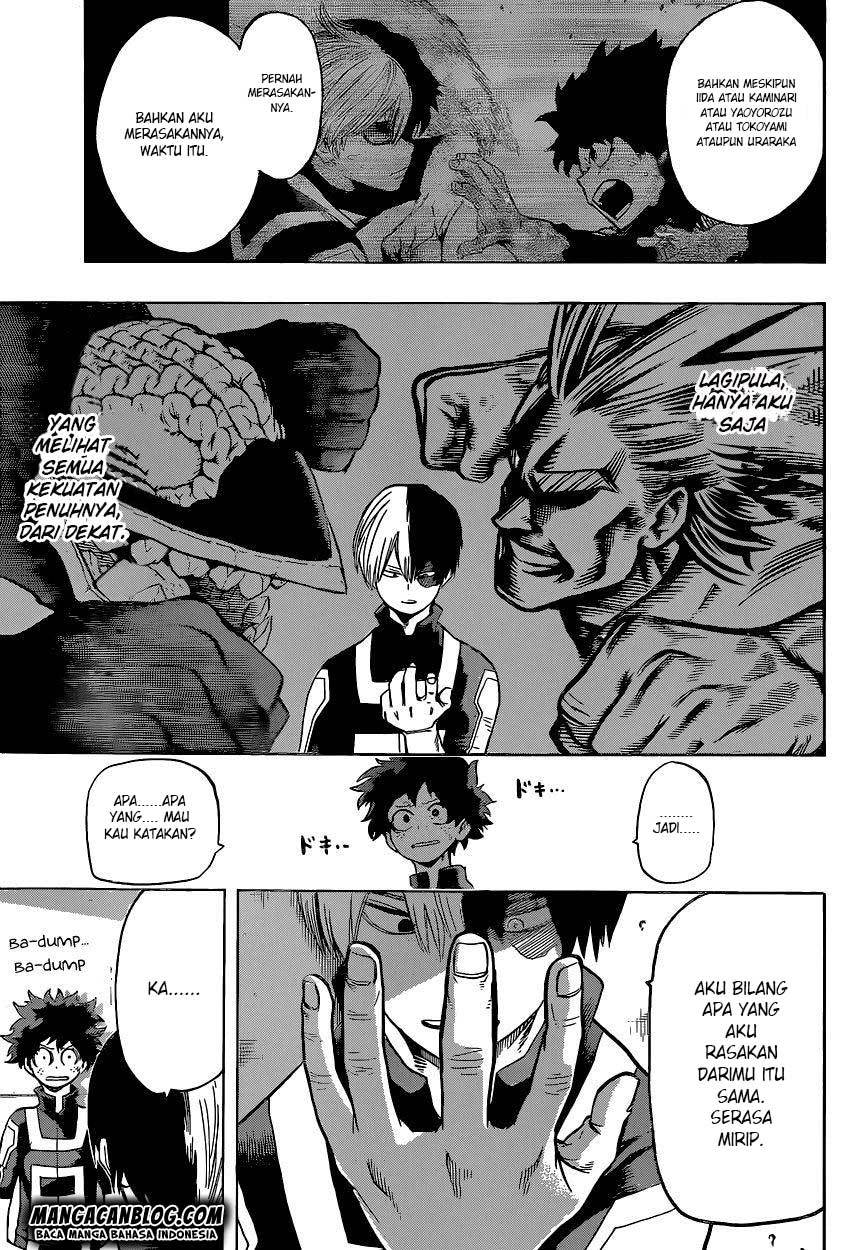 BAHKAN MESKIPUN
IIDA ATAU KAMINARI
ATAU YAOYOROZU
ATAU TOKOYAMI
ATAUPUN URARAKA
PERNAH
MERASAKAN-
NYA.
BAHKAN AKU
MERASAKANNYA,
WAKTU ITU.
LAGIPULA,
HANYA AKU
SAJA
YANG
MELIHAT
SEMUA
KEKUATAN
PENUHNYA,
DARI DEKAT.
........
JADI.....
ドキ...
ドキ...
APA......APA
YANG.... MAU
KAU KATAKAN?
AKU BILANG
APA YANG
AKU
RASAKAN
DARIMU ITU
SAMA.
SERASA
MIRIP.
KA......
BA-DUMP...
BA-DUMP
MANGACANBLOG.COM
BACA MANGA BAHASA INDONESIA